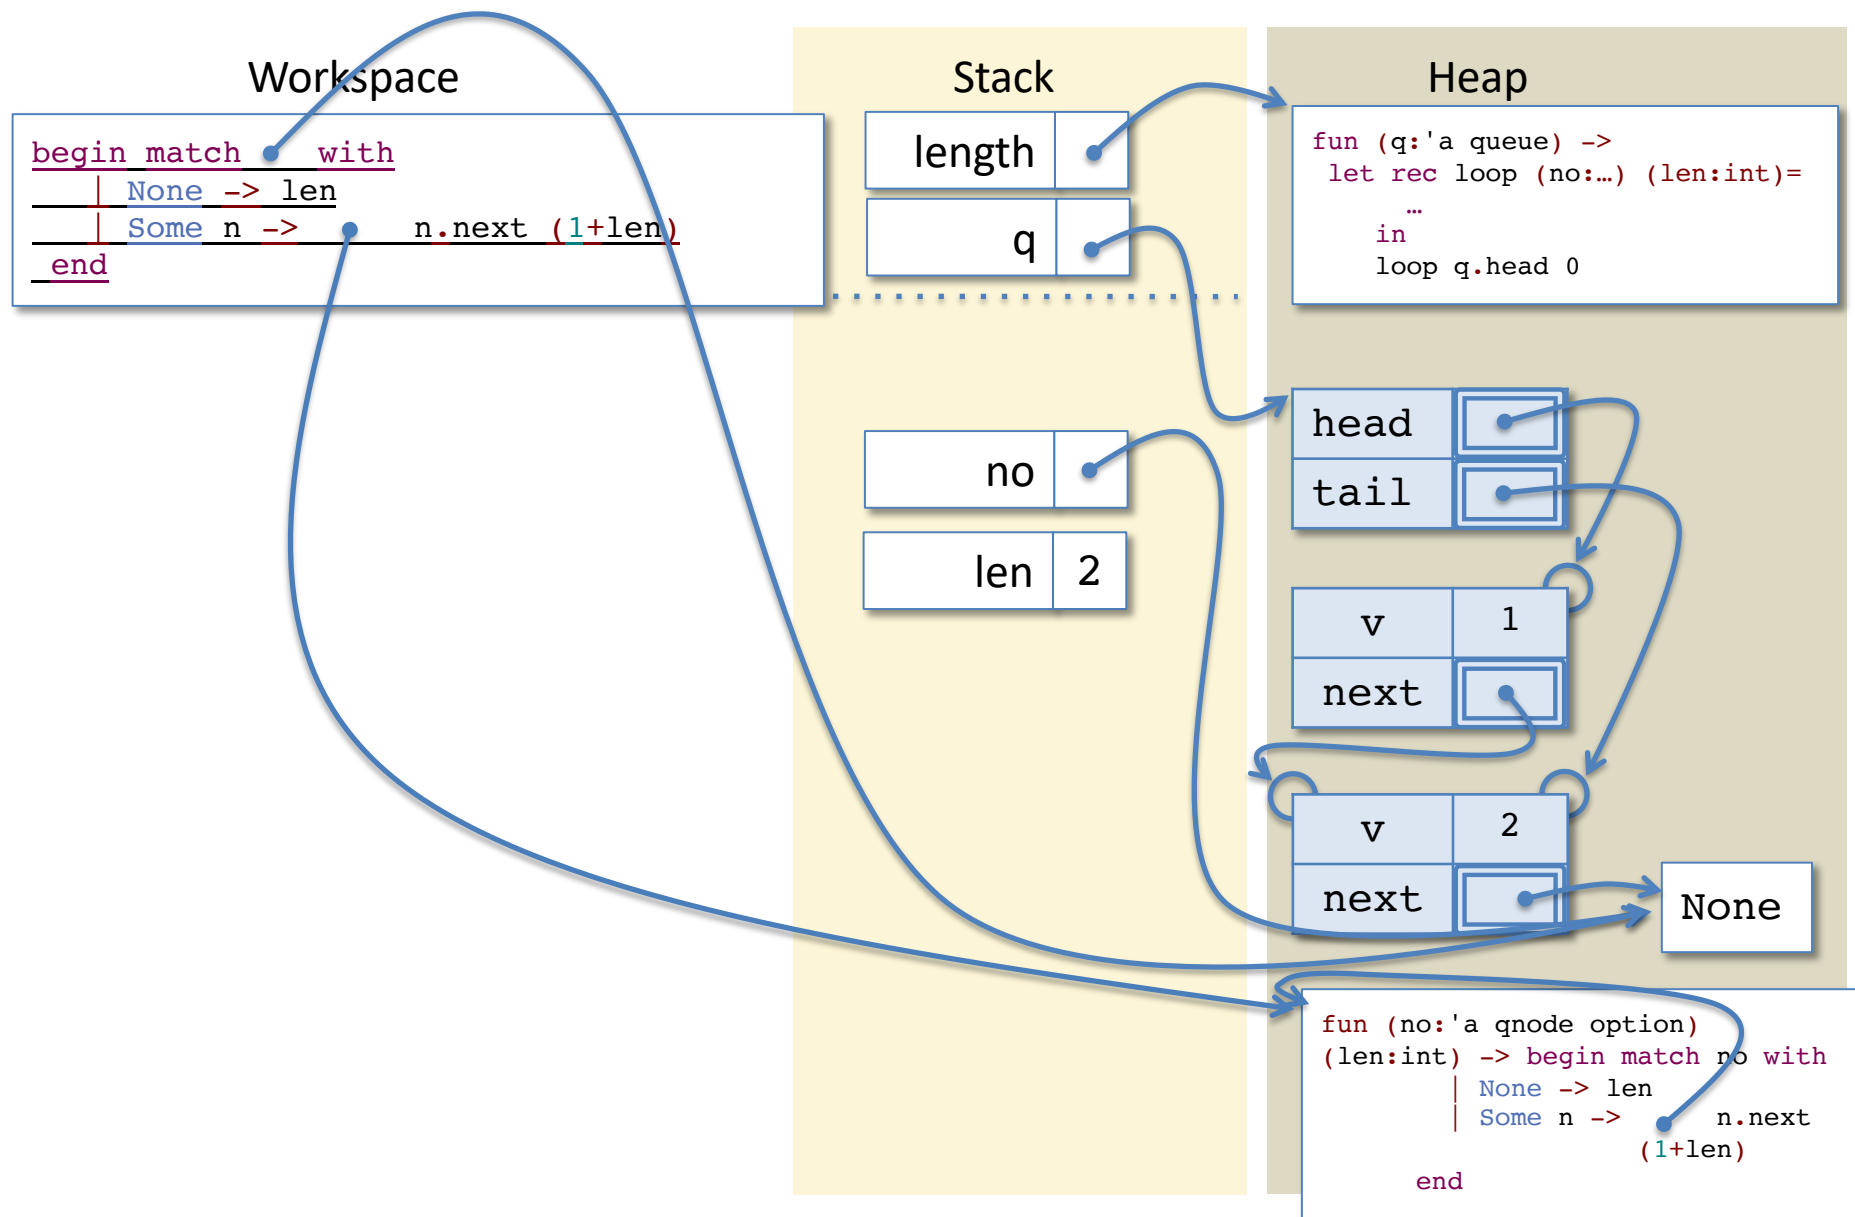 Workspace
begin match with
| None -> len
| Some n -> n.next (1+len)
end
Stack
length
q
no
len 2
Heap
fun (q:'a queue) ->
let rec loop (no:…) (len:int)=
…
in
loop q.head 0
head
tail
v 1
next
v 2
next
None
fun (no:'a qnode option)
(len:int) -> begin match no with
| None -> len
| Some n -> n.next
(1+len)
end